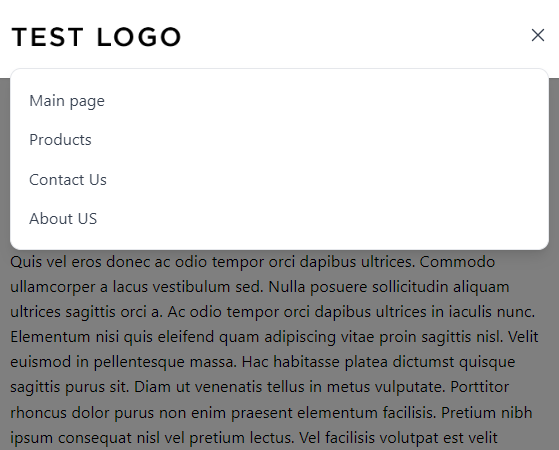 TEST LOGO
Main page
Products
Contact Us
About US
Quis vel eros donec ac odio tempor orci dapibus ultrices. Commodo
ullamcorper a lacus vestibulum sed. Nulla posuere sollicitudin aliquam
ultrices sagittis orci a. Ac odio tempor orci dapibus ultrices in iaculis nunc.
Elementum nisi quis eleifend quam adipiscing vitae proin sagittis nisl. Velit
euismod in pellentesque massa. Hac habitasse platea dictumst quisque
sagittis purus sit. Diam ut venenatis tellus in metus vulputate. Porttitor
rhoncus dolor purus non enim praesent elementum facilisis. Pretium nibh
ipsum consequat nisl vel pretium lectus. Vel facilisis volutpat est velit